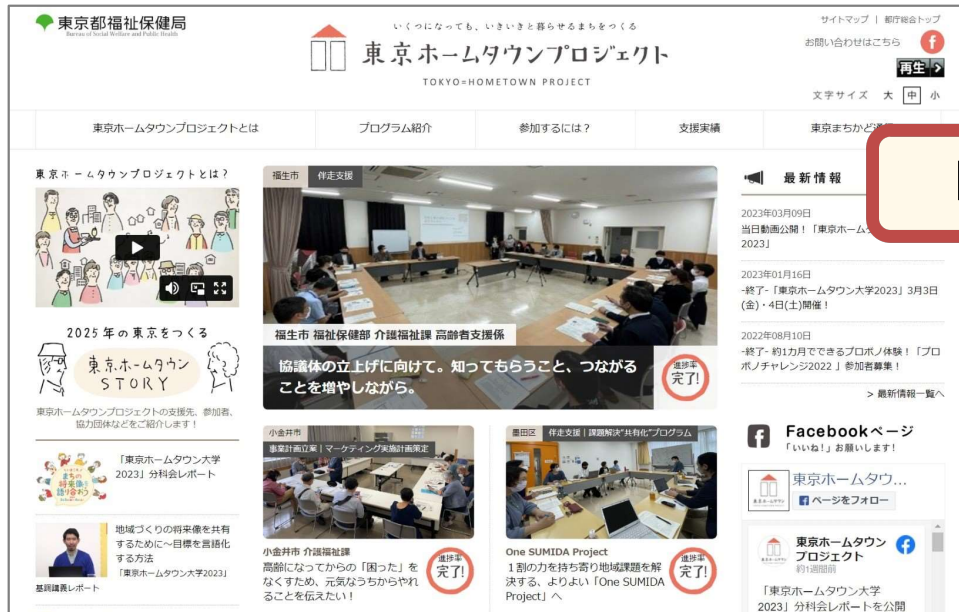 東京都福祉保健局
Bureau of Social Welfare and Public Health
いくつになっても、いきいきと暮らせるまちをつくる
東京ホームタウンプロジェクト
TOKYO=HOMETOWN PROJECT
サイトマップ | 都庁総合トップ
お問い合わせはこちら
再生
文字サイズ 大 中 小
東京ホームタウンプロジェクトとは
プログラム紹介
参加するには？
支援実績
東京まちかど
東京ホームタウンプロジェクトとは？
2025年の東京をつくる
東京ホームタウン
STORY
東京ホームタウンプロジェクトの支援先、参加者、
協力団体などをご紹介します！
まちの
将来像を
語り合おう
「東京ホームタウン大学
2023」分科会レポート
地域づくりの将来像を共有
するために～目標を言語化
する方法
「東京ホームタウン大学2023」
基調講義レポート
福生市 伴走支援
福生市 福祉保健部 介護福祉課 高齢者支援係
協議体の立上げに向けて。知ってもらうこと、つながる
ことを増やしながら。
進捗率
完了!
小金井市
事業計画立案｜マーケティング実施計画策定
小金井市 介護福祉課
高齢になってからの「困った」を
なくすため、元気なうちからやれ
ることを伝えたい！
進捗率
完了!
墨田区 伴走支援｜課題解決"共有化"プログラム
One SUMIDA Project
１割の力を持ち寄り地域課題を解
決する、よりよい「One SUMIDA
Project」へ
進捗率
完了!
最新情報
2023年03月09日
当日動画公開！「東京ホーム
2023」
2023年01月16日
-終了-「東京ホームタウン大学2023」3月3日
(金)・4日(土)開催！
2022年08月10日
-終了- 約1カ月でできるプロボノ体験！「プロ
ボノチャレンジ2022 」参加者募集！
> 最新情報一覧へ
Facebookページ
「いいね!」お願いします!
東京ホームタウ...
ページをフォロー
東京ホームタウン
プロジェクト
約1週間前
「東京ホームタウン大学
2023」分科会レポートを公開